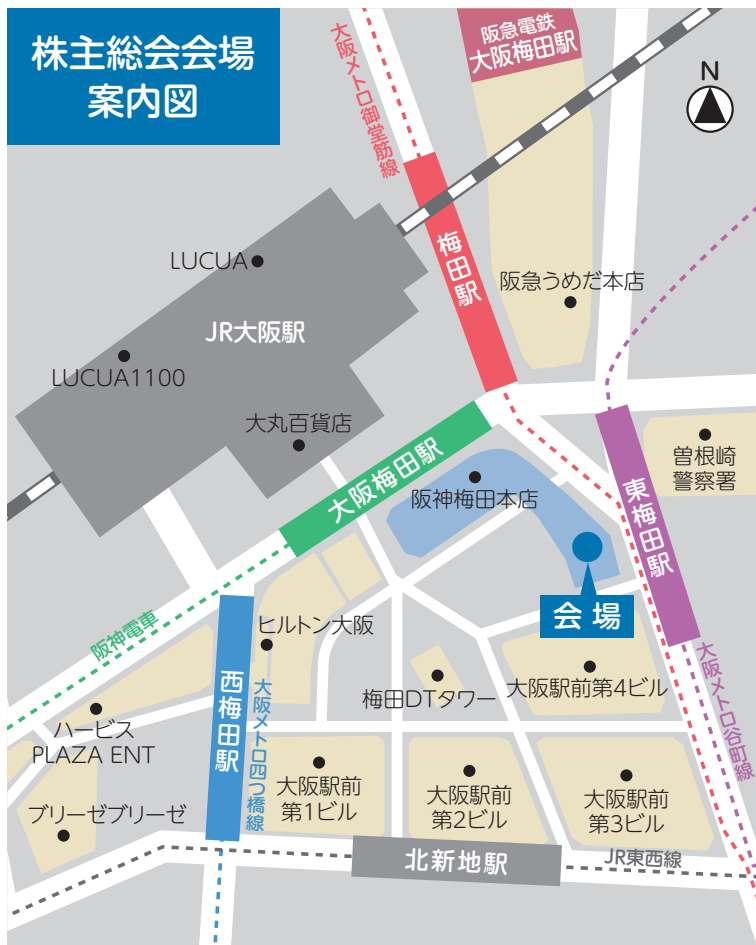 株主総会会場
案内図
大阪メトロ御堂筋線
阪急電鉄
大阪梅田駅
N
梅田駅
LUCUA
阪急うめだ本店
JR大阪駅
LUCUA1100
大丸百貨店
大阪梅田駅
阪神梅田本店
東梅田駅
曽根崎
警察署
会場
阪神電車
ヒルトン大阪
西梅田駅
大阪メトロ四つ橋線
梅田DTタワー
大阪駅前第4ビル
大阪メトロ谷町線
ハービス
PLAZA ENT
大阪駅前
第1ビル
大阪駅前
第2ビル
大阪駅前
第3ビル
ブリーゼブリーゼ
北新地駅
JR東西線